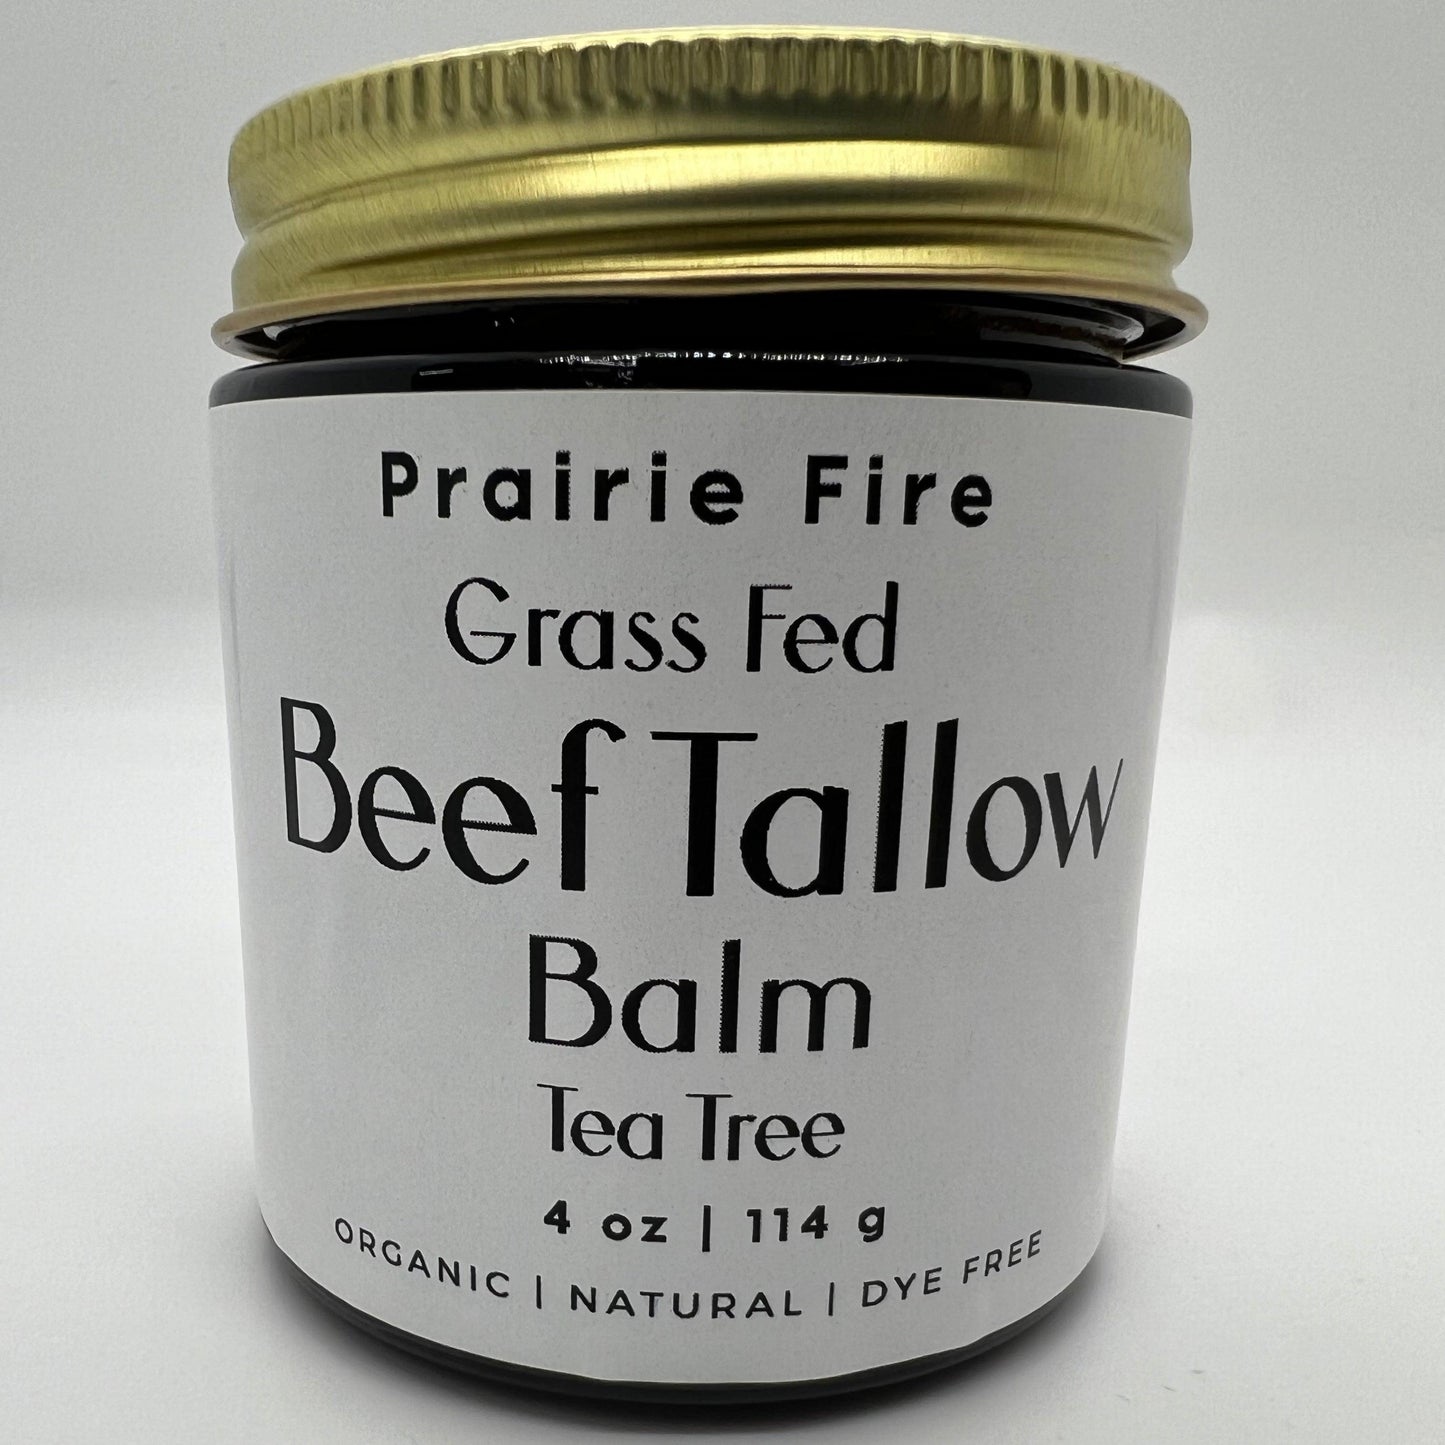 Prairie Fire
Grass Fed
Beef Tallow
Balm
Tea Tree
4 oz | 114 g
ORGANIC | NATURAL | DYE FREE